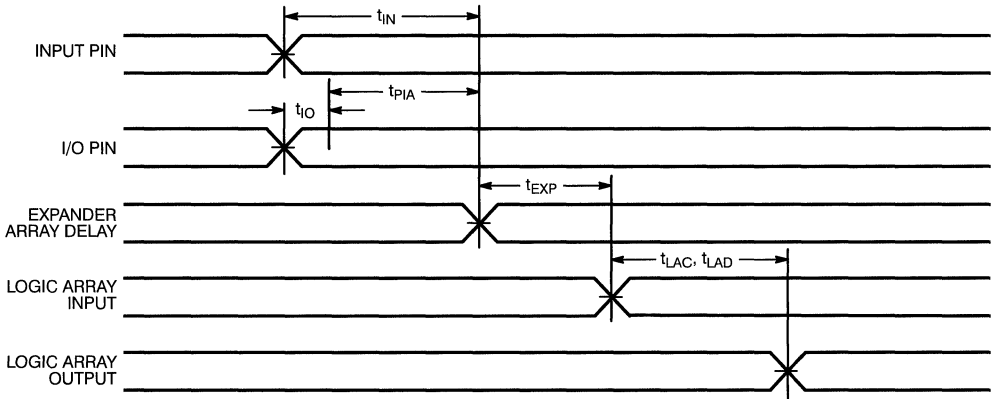 tIN
INPUT PIN
tPIA
tIO
I/O PIN
tEXP
EXPANDER
ARRAY DELAY
tLAC, tLAD
LOGIC ARRAY
INPUT
LOGIC ARRAY
OUTPUT